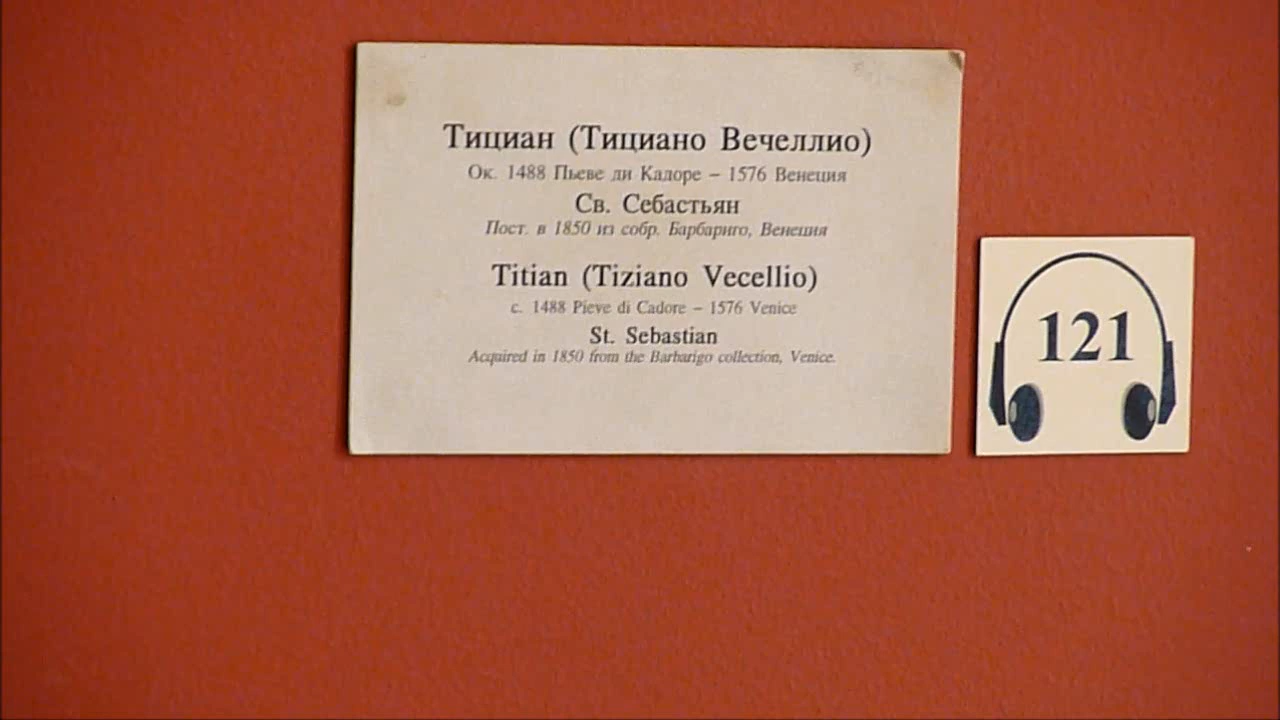 Тициан (Тициано Вечеллио)
Ок. 1488 Пьеве ди Кадоре – 1576 Венеция
Св. Себастьян
Пост. в 1850 из собр. Барбариго, Венеция
Titian (Tiziano Vecellio)
c. 1488 Pieve di Cadore – 1576 Venice
St. Sebastian
Acquired in 1850 from the Barbarigo collection, Venice.
121